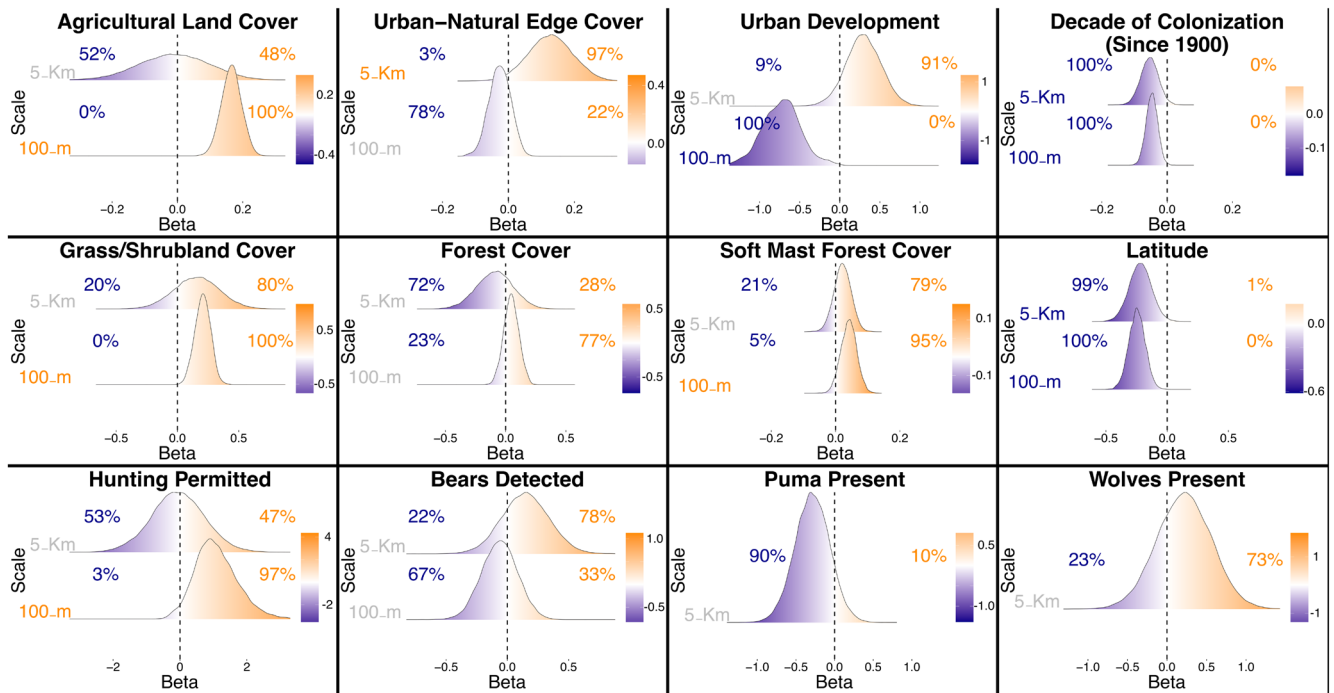 Agricultural Land Cover
52%
48%
5_Km
0%
100%
100_m
Scale
0.2
-0.4
−0.2
0.0
0.2
Beta
Urban−Natural Edge Cover
3%
97%
5_Km
78%
22%
100_m
Scale
0.4
0.0
−0.2
0.0
0.2
Beta
Urban Development
9%
91%
5_Km
100%
0%
100_m
Scale
1
-1
−1.0
−0.5
0.0
0.5
1.0
Beta
Decade of Colonization
(Since 1900)
100%
0%
5_Km
100%
0%
100_m
Scale
0.0
-0.1
−0.2
0.0
0.2
Beta
Grass/Shrubland Cover
20%
80%
5_Km
0%
100%
100_m
Scale
0.5
-0.5
−0.5
0.0
0.5
Beta
Forest Cover
72%
28%
5_Km
23%
77%
100_m
Scale
0.5
-0.5
−0.5
0.0
0.5
Beta
Soft Mast Forest Cover
21%
79%
5_Km
5%
95%
100_m
Scale
0.1
-0.1
−0.2
0.0
0.2
Beta
Latitude
99%
1%
5_Km
100%
0%
100_m
Scale
0.0
-0.6
−0.5
0.0
0.5
Beta
Hunting Permitted
53%
47%
5_Km
3%
97%
100_m
Scale
4
-2
−2
0
2
Beta
Bears Detected
22%
78%
5_Km
67%
33%
100_m
Scale
1.0
-0.5
−0.5
0.0
0.5
Beta
Puma Present
90%
10%
5_Km
Scale
0.5
-1.0
−1.0
−0.5
0.0
0.5
1.0
Beta
Wolves Present
23%
73%
5_Km
Scale
1
-1
−1.0
−0.5
0.0
0.5
1.0
Beta